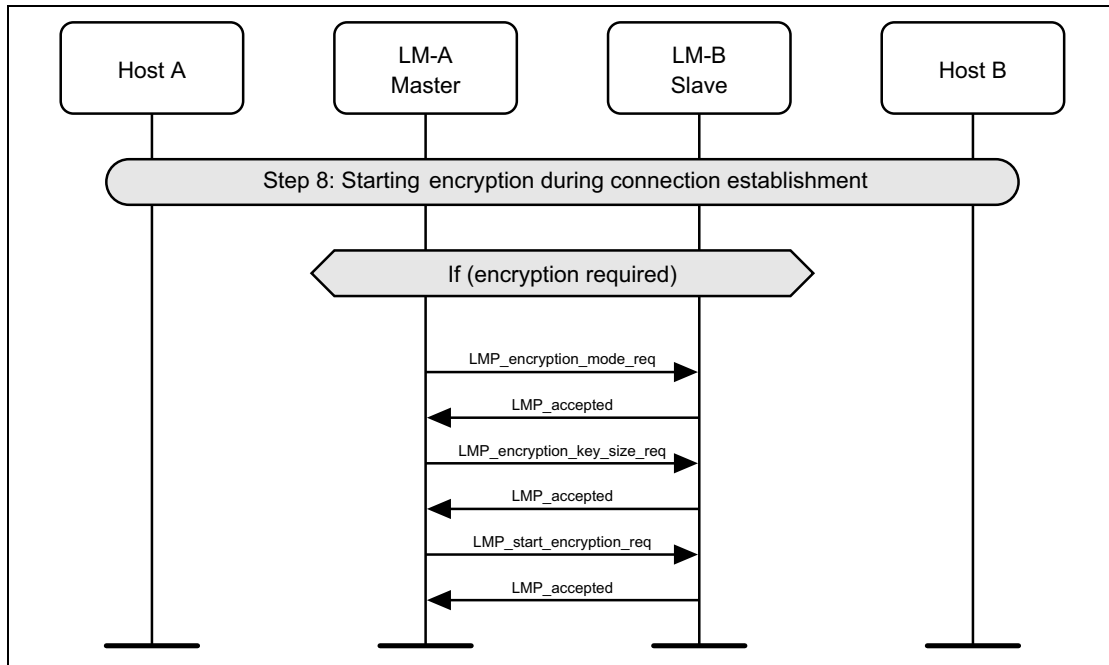 Host A
LM-A
Master
LM-B
Slave
Host B
Step 8: Starting encryption during connection establishment
If (encryption required)
LMP_encryption_mode_req
LMP_accepted
LMP_encryption_key_size_req
LMP_accepted
LMP_start_encryption_req
LMP_accepted